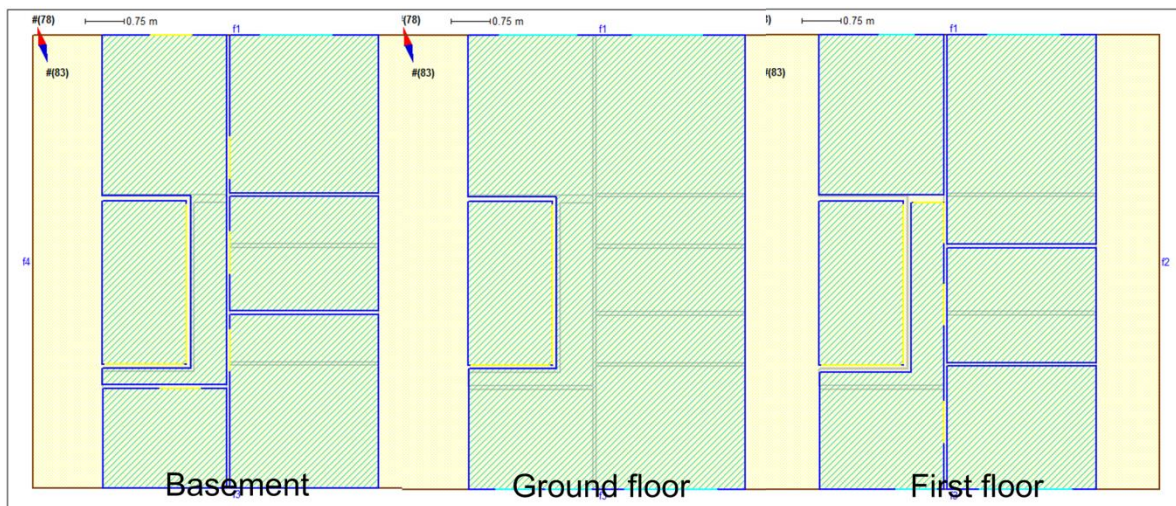 #(78)
0.75 m
#(83)
f1
f4
Basement
#(78)
0.75 m
#(83)
f1
Ground floor
0.75 m
f1
f2
First floor